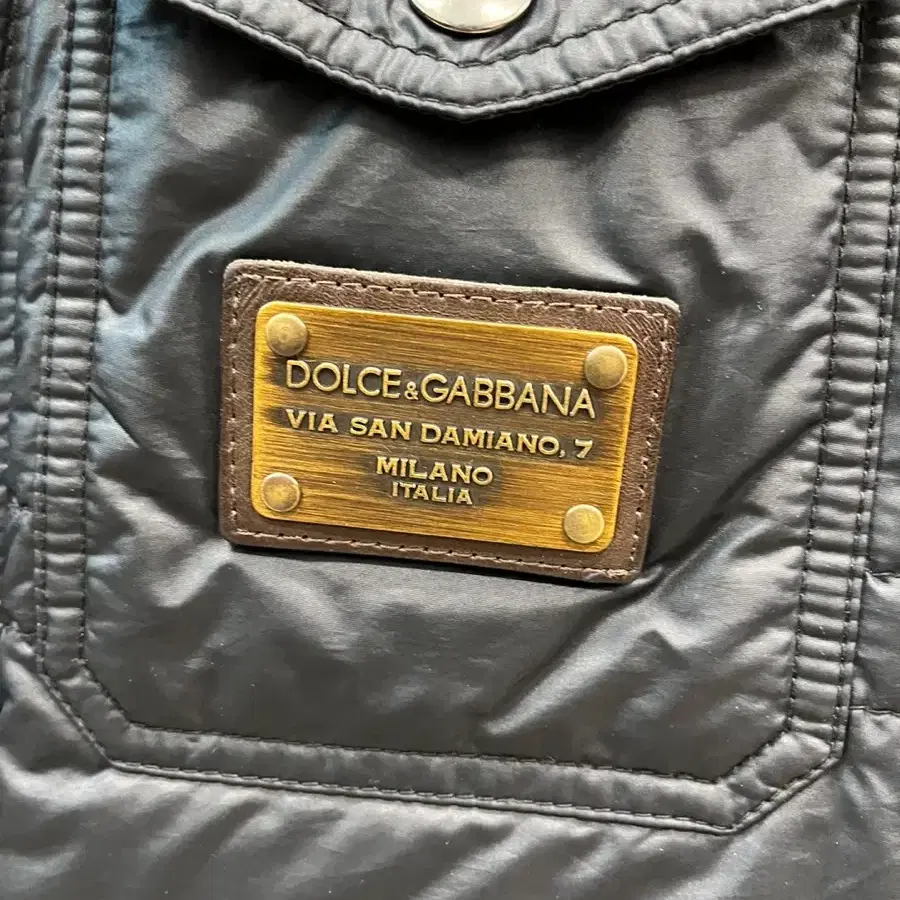 DOLCE&GABBANA
VIA SAN DAMIANO, 7
MILANO
ITALIA